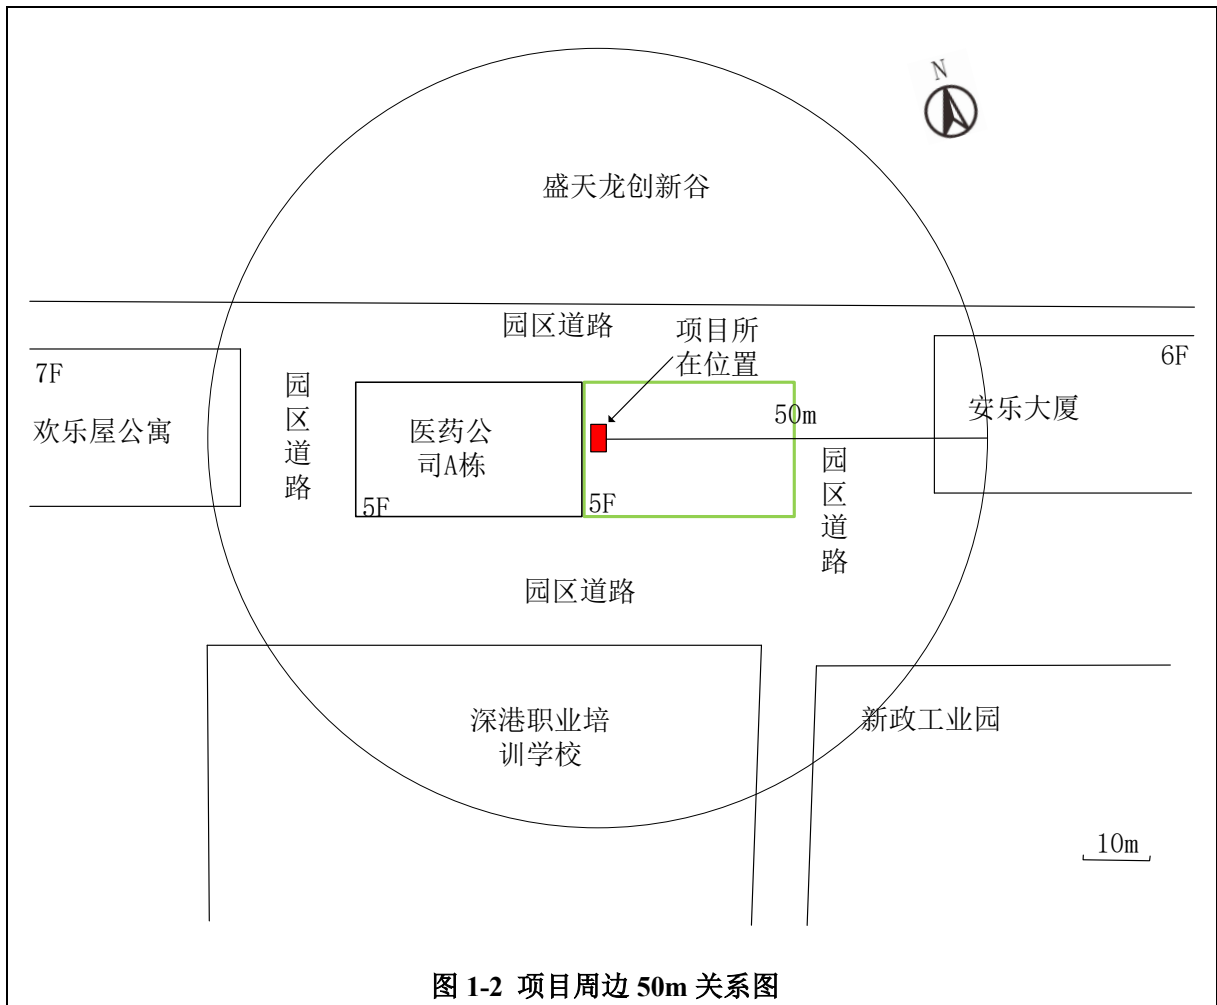 N
盛天龙创新谷
园区道路
项目所
在位置
7F
欢乐屋公寓
园
区
道
路
医药公
司A栋
5F
5F
50m
园
区
道
路
6F
安乐大厦
园区道路
深港职业培
训学校
新政工业园
10m
图 1-2 项目周边 50m 关系图